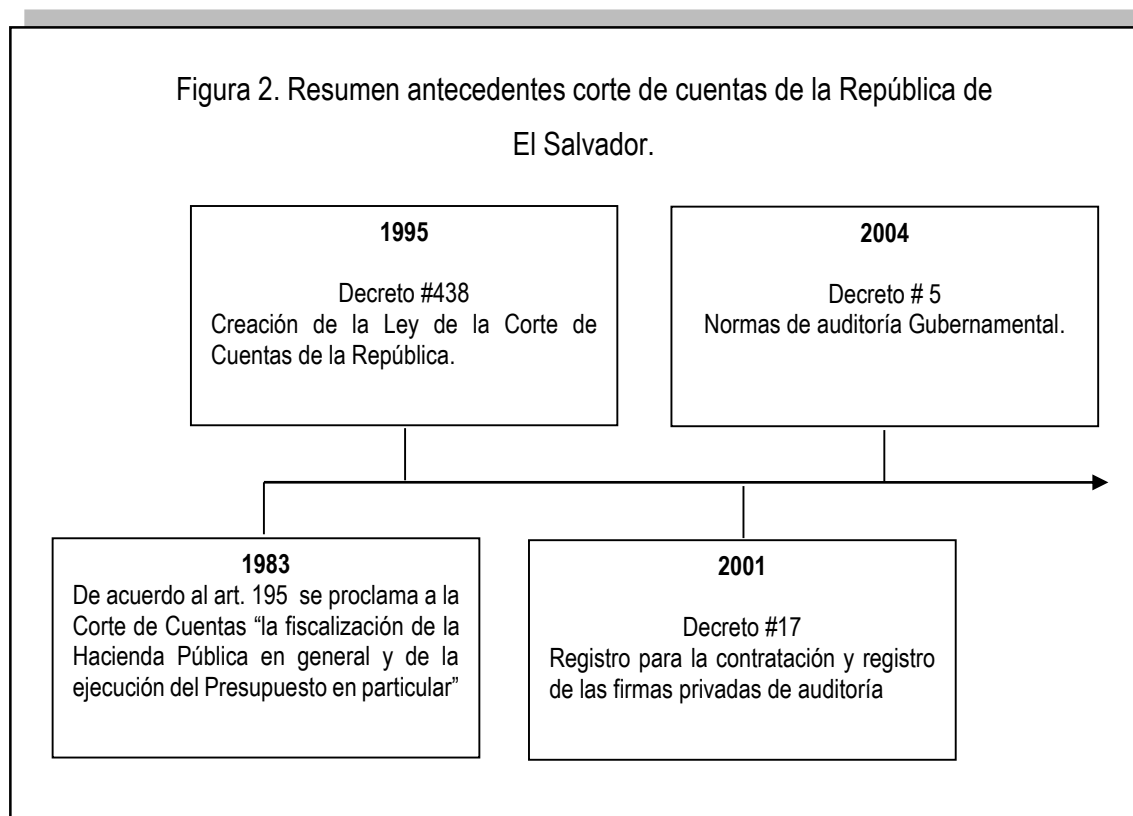 Figura 2. Resumen antecedentes corte de cuentas de la República de
El Salvador.
1995
Decreto #438
Creación de la Ley de la Corte de
Cuentas de la República.
2004
Decreto # 5
Normas de auditoría Gubernamental.
1983
De acuerdo al art. 195 se proclama a la
Corte de Cuentas “la fiscalización de la
Hacienda Pública en general y de la
ejecución del Presupuesto en particular”
2001
Decreto #17
Registro para la contratación y registro
de las firmas privadas de auditoría